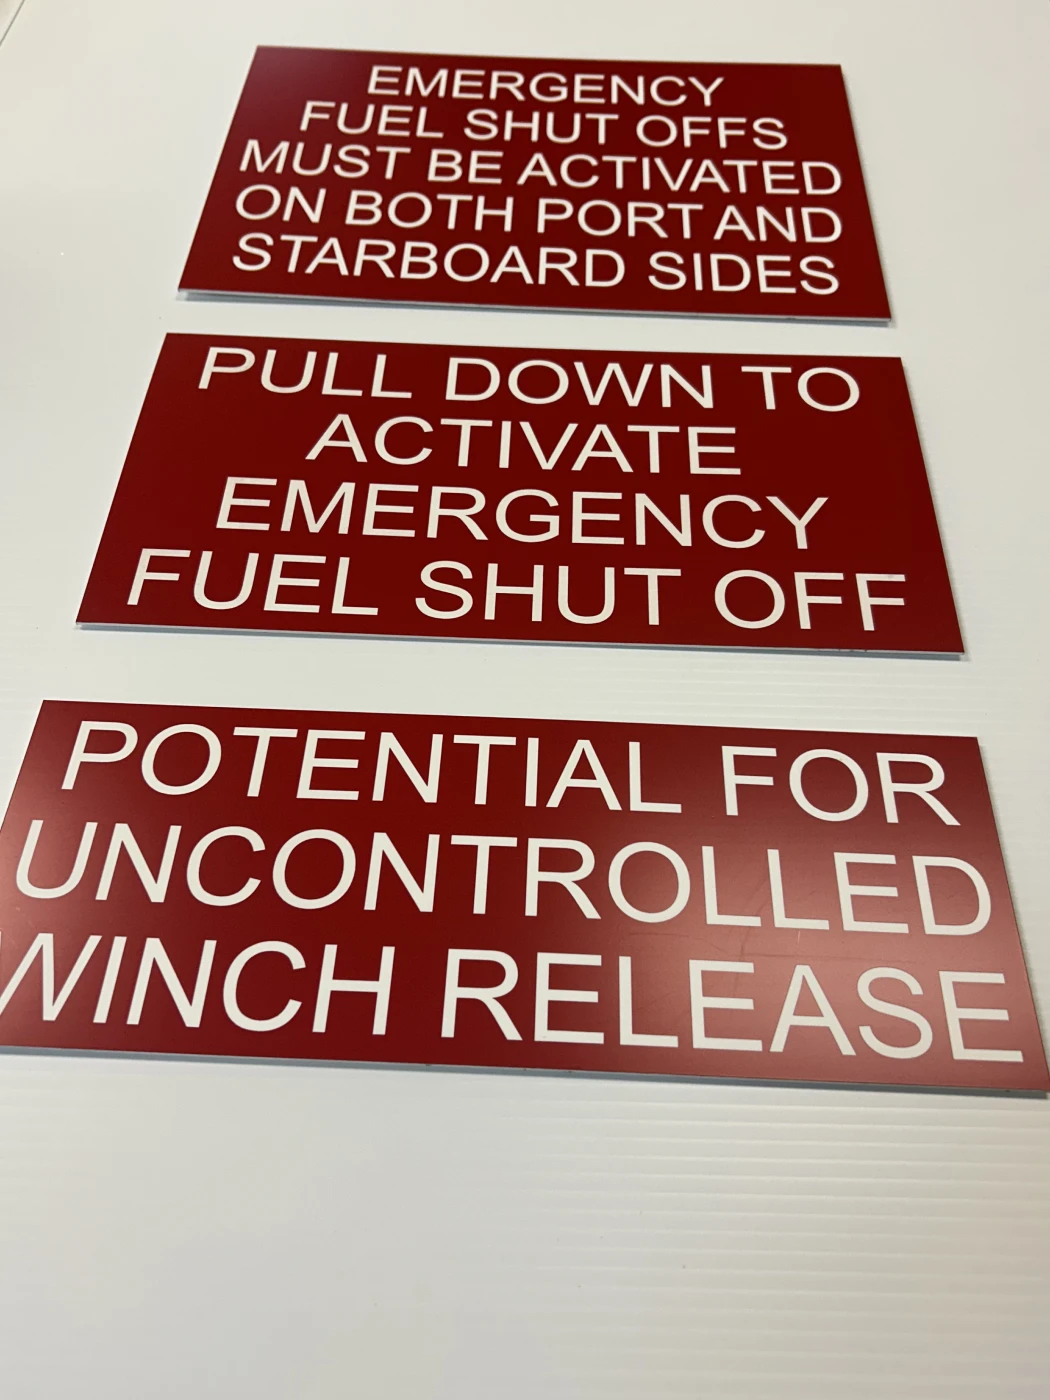 EMERGENCY
FUEL SHUT OFFS
MUST BE ACTIVATED
ON BOTH PORT AND
STARBOARD SIDES
PULL DOWN TO
ACTIVATE
EMERGENCY
FUEL SHUT OFF
POTENTIAL FOR
UNCONTROLLED
WINCH RELEASE